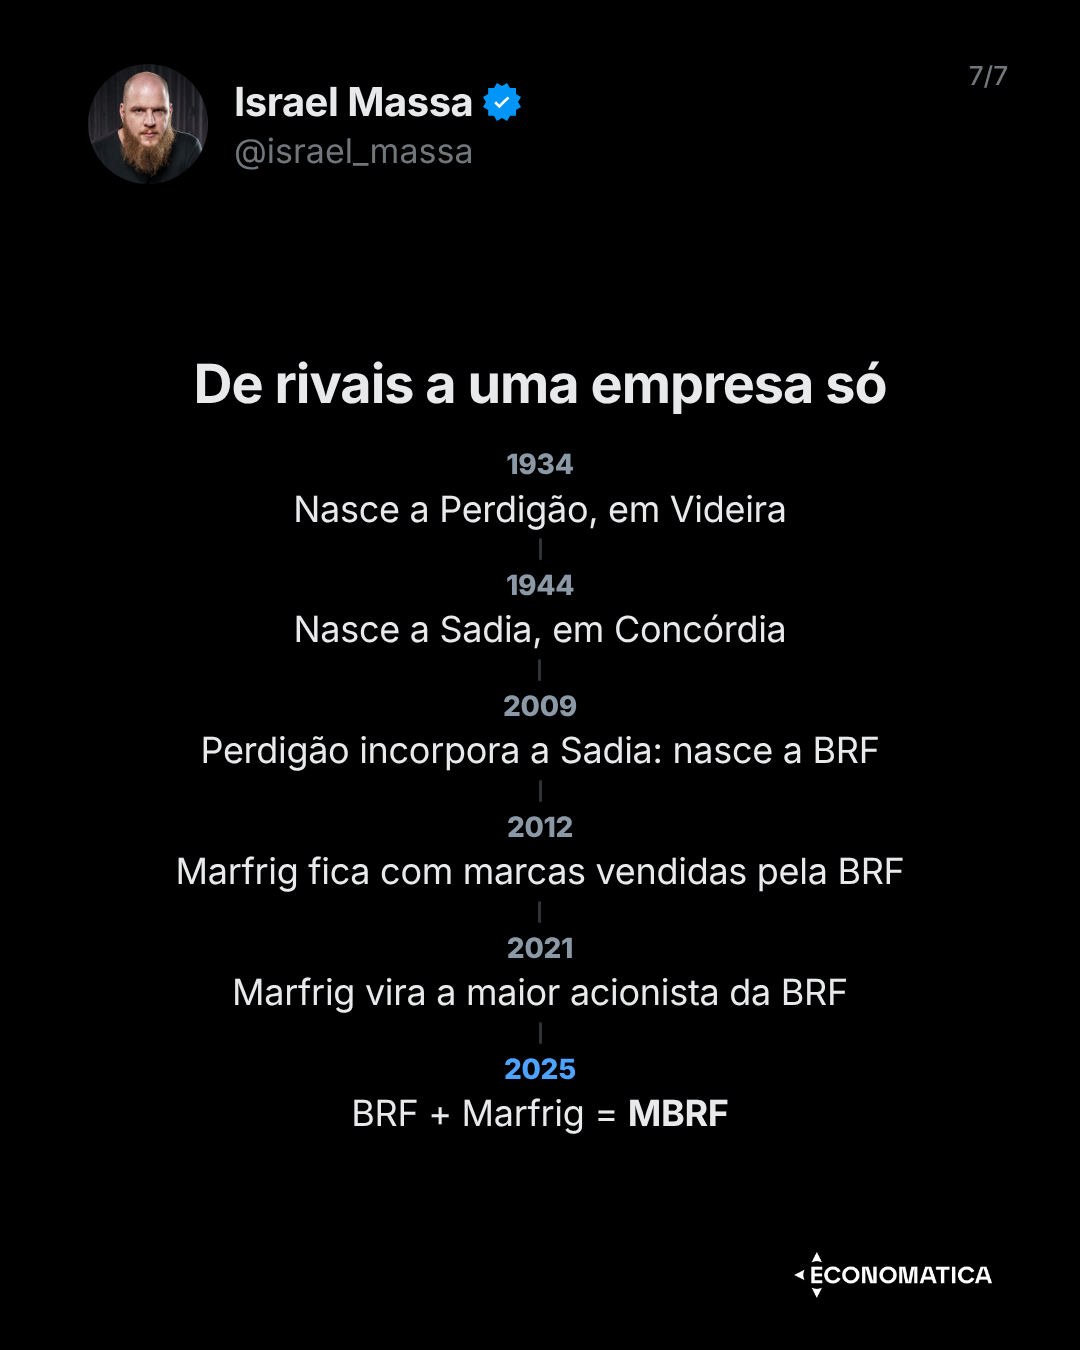 Israel Massa
@israel_massa
7/7
De rivais a uma empresa só
1934
Nasce a Perdigão, em Videira
1944
Nasce a Sadia, em Concórdia
2009
Perdigão incorpora a Sadia: nasce a BRF
2012
Marfrig fica com marcas vendidas pela BRF
2021
Marfrig vira a maior acionista da BRF
2025
BRF + Marfrig = MBRF
ECONOMATICA